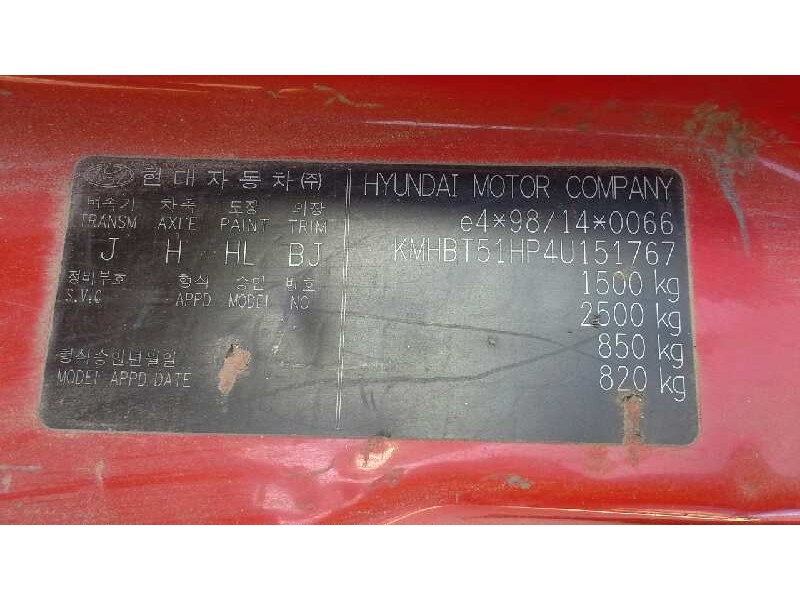 현대자동차(주) HYUNDAI MOTOR COMPANY
변속기 차축 도장 의장
TRANSM AXLE PAINT TRIM
J H HL BJ
정비부호 형식 승인 번호
S.V.C APPD MODEL NO
형식승인년월일
MODEL APPD DATE
e4*98/14*0066
KMHBT51HP4U151767
1500 kg
2500 kg
850 kg
820 kg